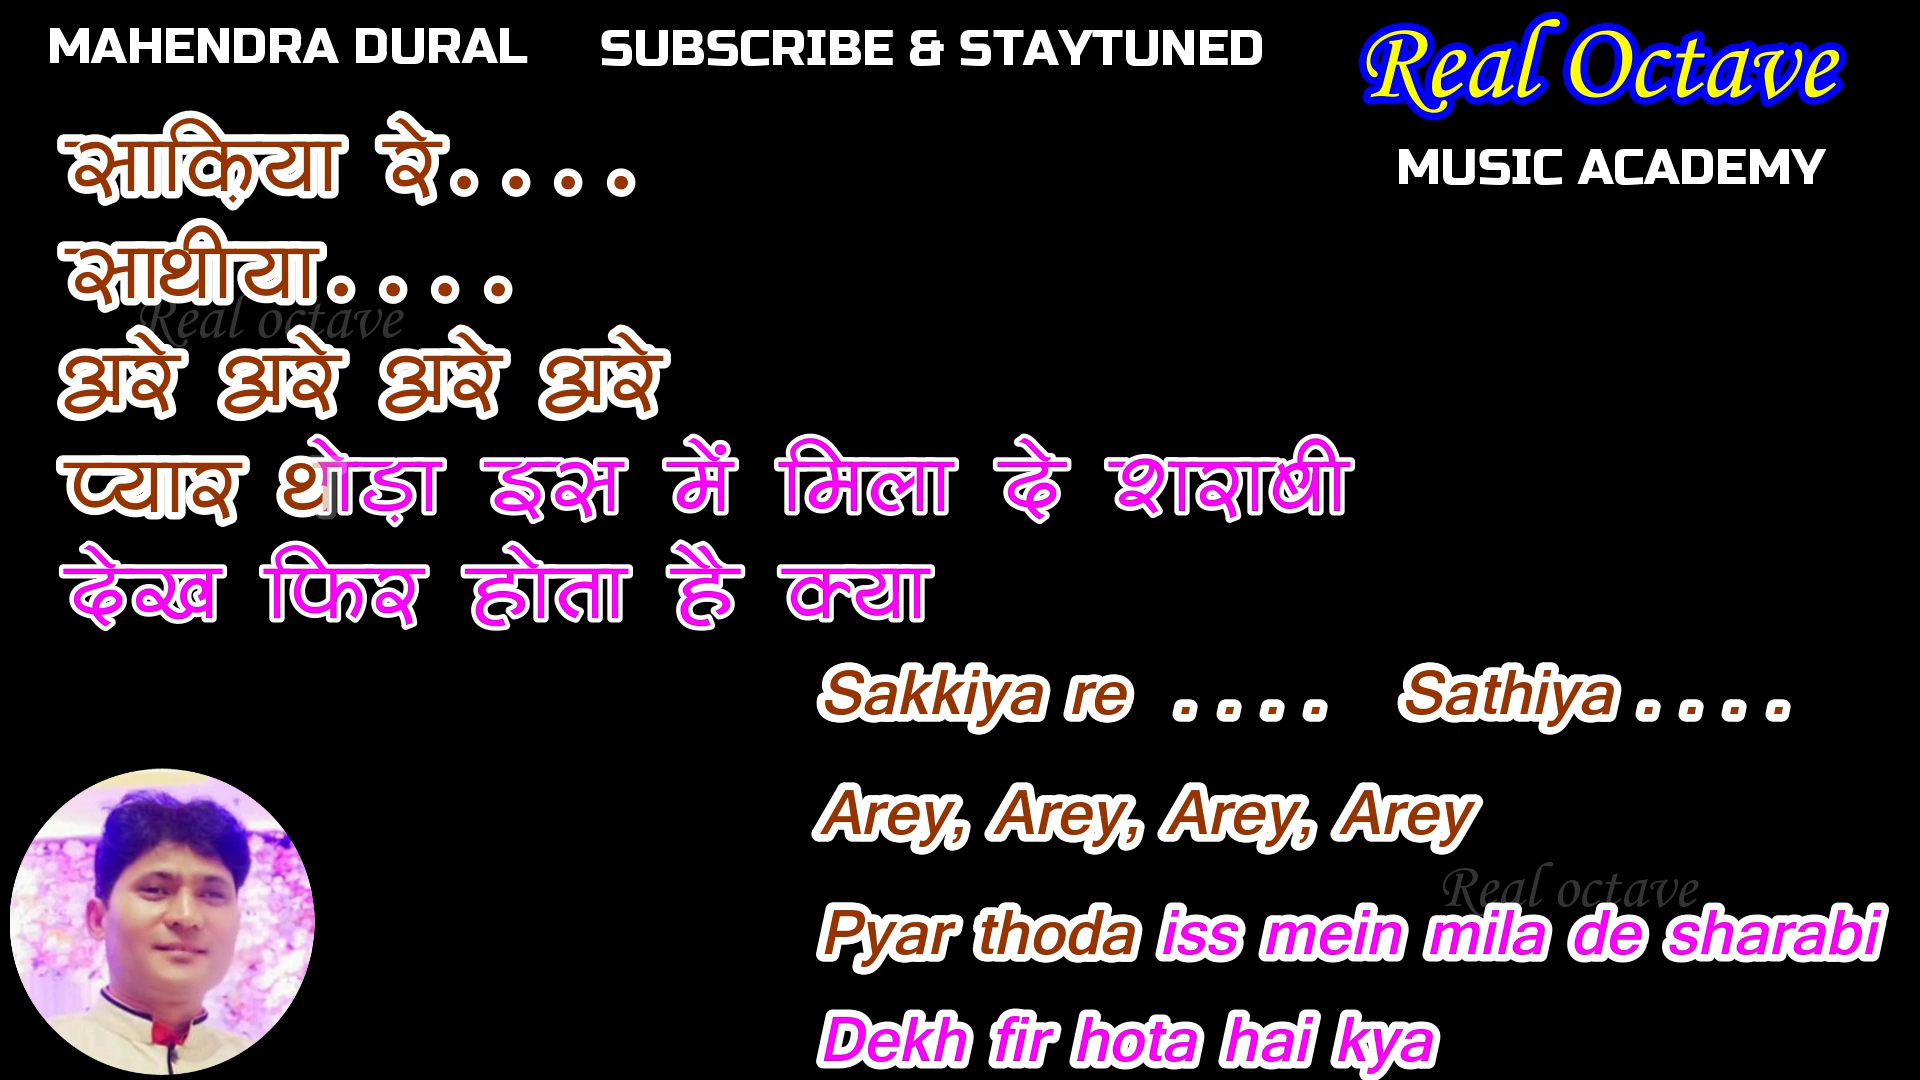 MAHENDRA DURAL SUBSCRIBE & STAYTUNED Real Octave
MUSIC ACADEMY
साक़िया रे....
साथीया....
Real octave
अरे अरे अरे अरे
प्यार थोड़ा इस में मिला दे शराबी
देख फिर होता है क्या
Sakkiya re .... Sathiya ....
Arey, Arey, Arey, Arey
Real octave
Pyar thoda iss mein mila de sharabi
Dekh fir hota hai kya